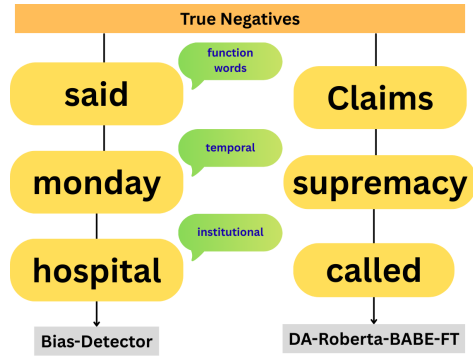 True Negatives
function
words
said
Claims
temporal
monday
supremacy
institutional
hospital
called
Bias-Detector
DA-Roberta-BABE-FT